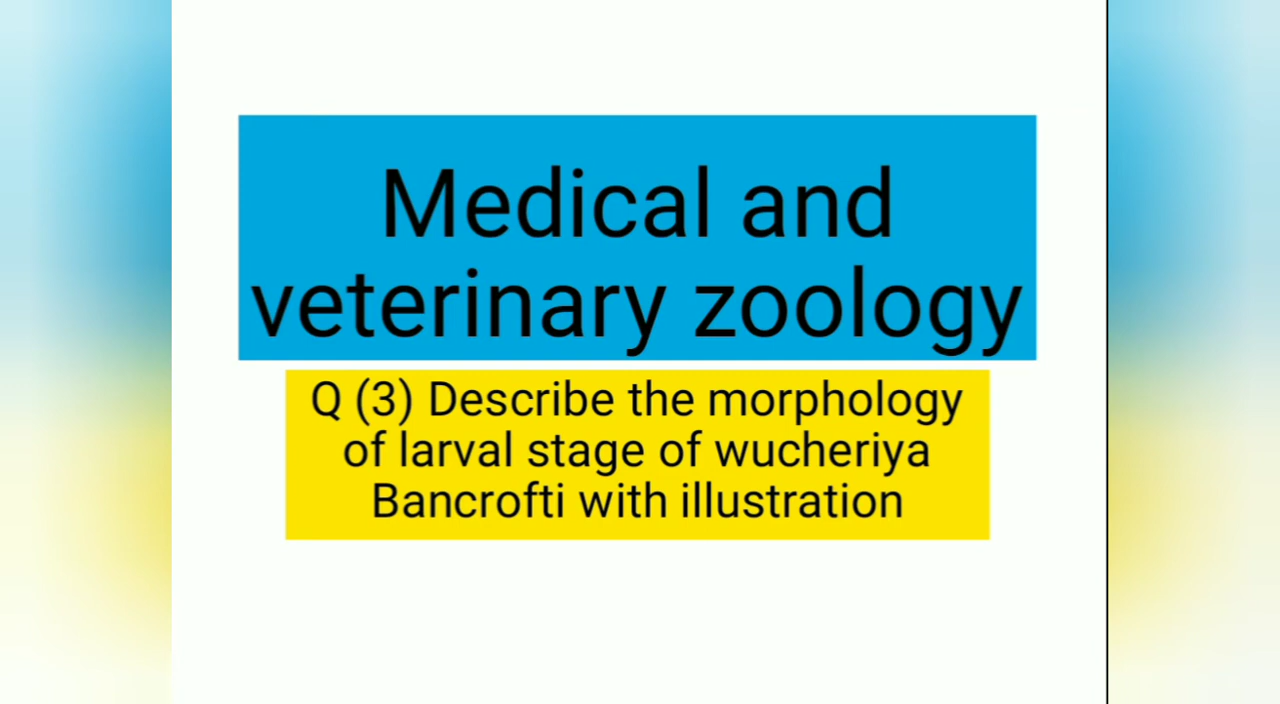 Medical and
veterinary zoology
Q (3) Describe the morphology
of larval stage of wucheriya
Bancrofti with illustration